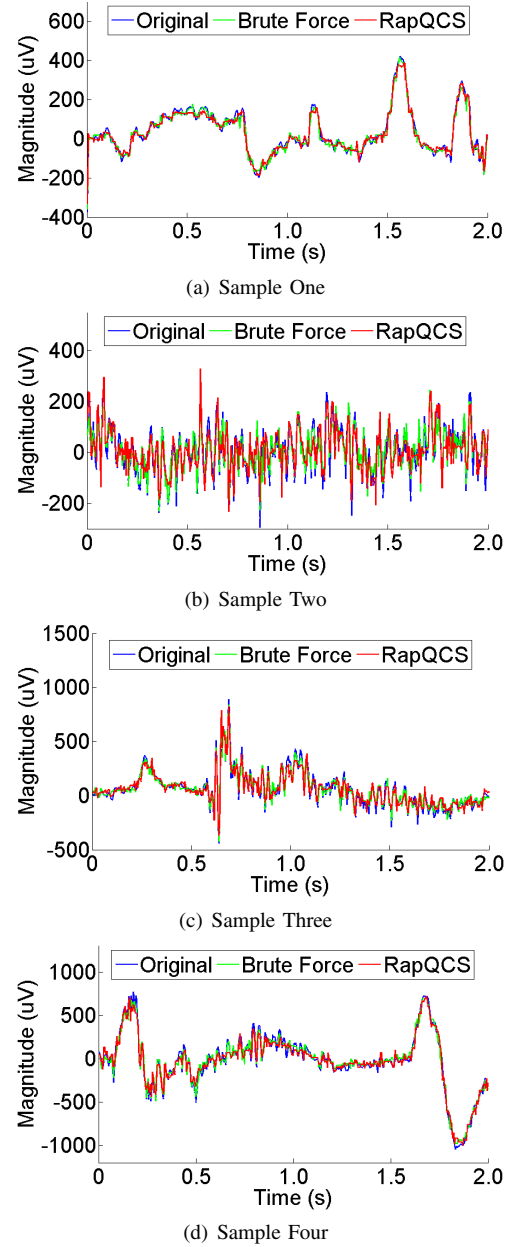 Original Brute Force RapQCS
600
400
200
0
-200
-400
Magnitude (uV)
0 0.5 1.0 1.5 2.0
Time (s)
(a) Sample One
Original Brute Force RapQCS
400
200
0
-200
Magnitude (uV)
0 0.5 1.0 1.5 2.0
Time (s)
(b) Sample Two
1500
Original Brute Force RapQCS
1000
500
0
-500
Magnitude (uV)
0 0.5 1.0 1.5 2.0
Time (s)
(c) Sample Three
Original Brute Force RapQCS
1000
500
0
-500
-1000
Magnitude (uV)
0 0.5 1.0 1.5 2.0
Time (s)
(d) Sample Four